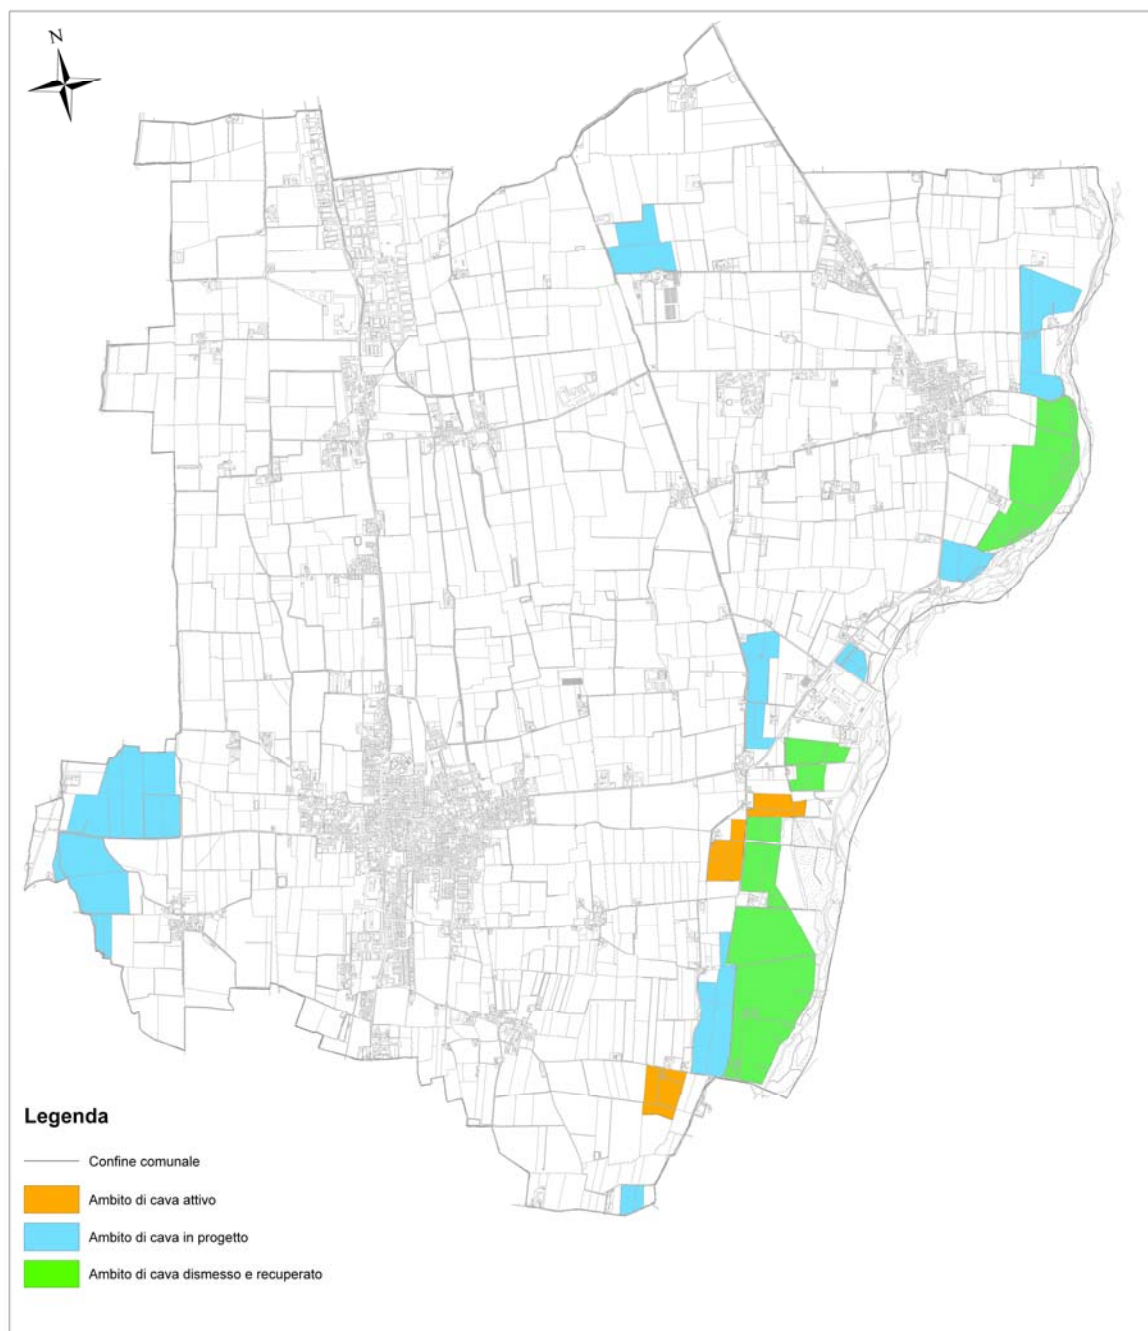 N
Legenda
Confine comunale
Ambito di cava attivo
Ambito di cava in progetto
Ambito di cava dismesso e recuperato